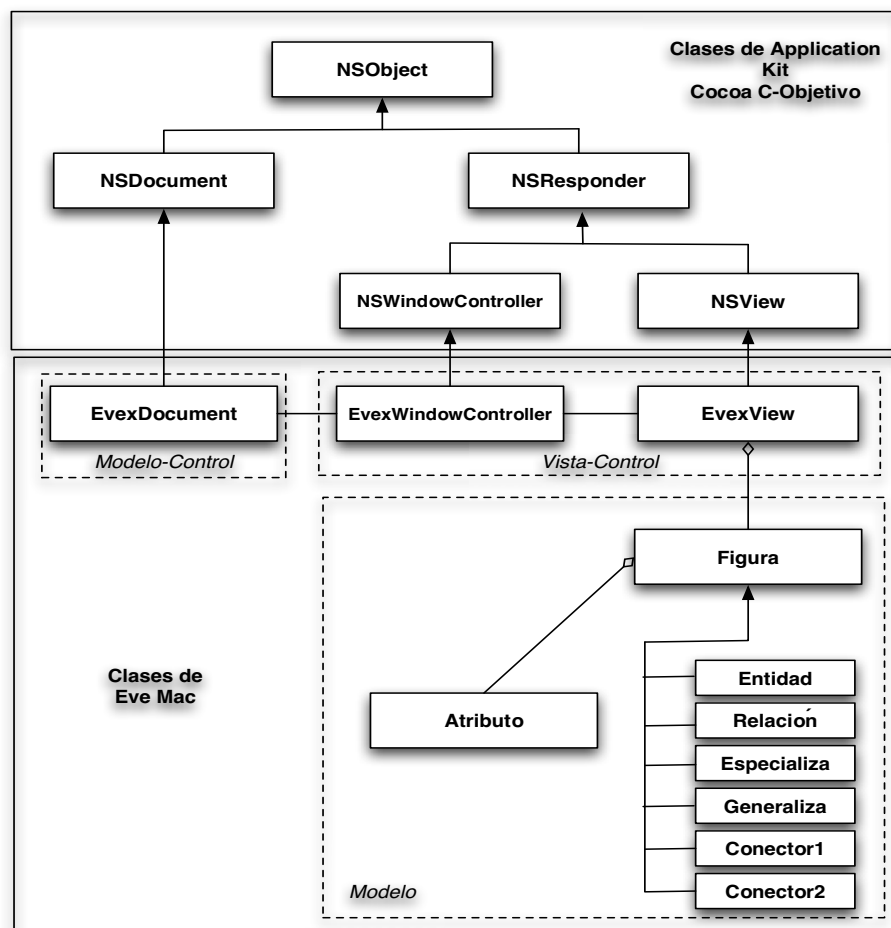 Clases de Application
Kit
Cocoa C-Objetivo
NSObject
NSDocument
NSResponder
NSWindowController
NSView
EvexDocument
EvexWindowController
EvexView
Modelo-Control
Vista-Control
Figura
Clases de
Eve Mac
Atributo
Entidad
Relación
Especializa
Generaliza
Conector1
Conector2
Modelo